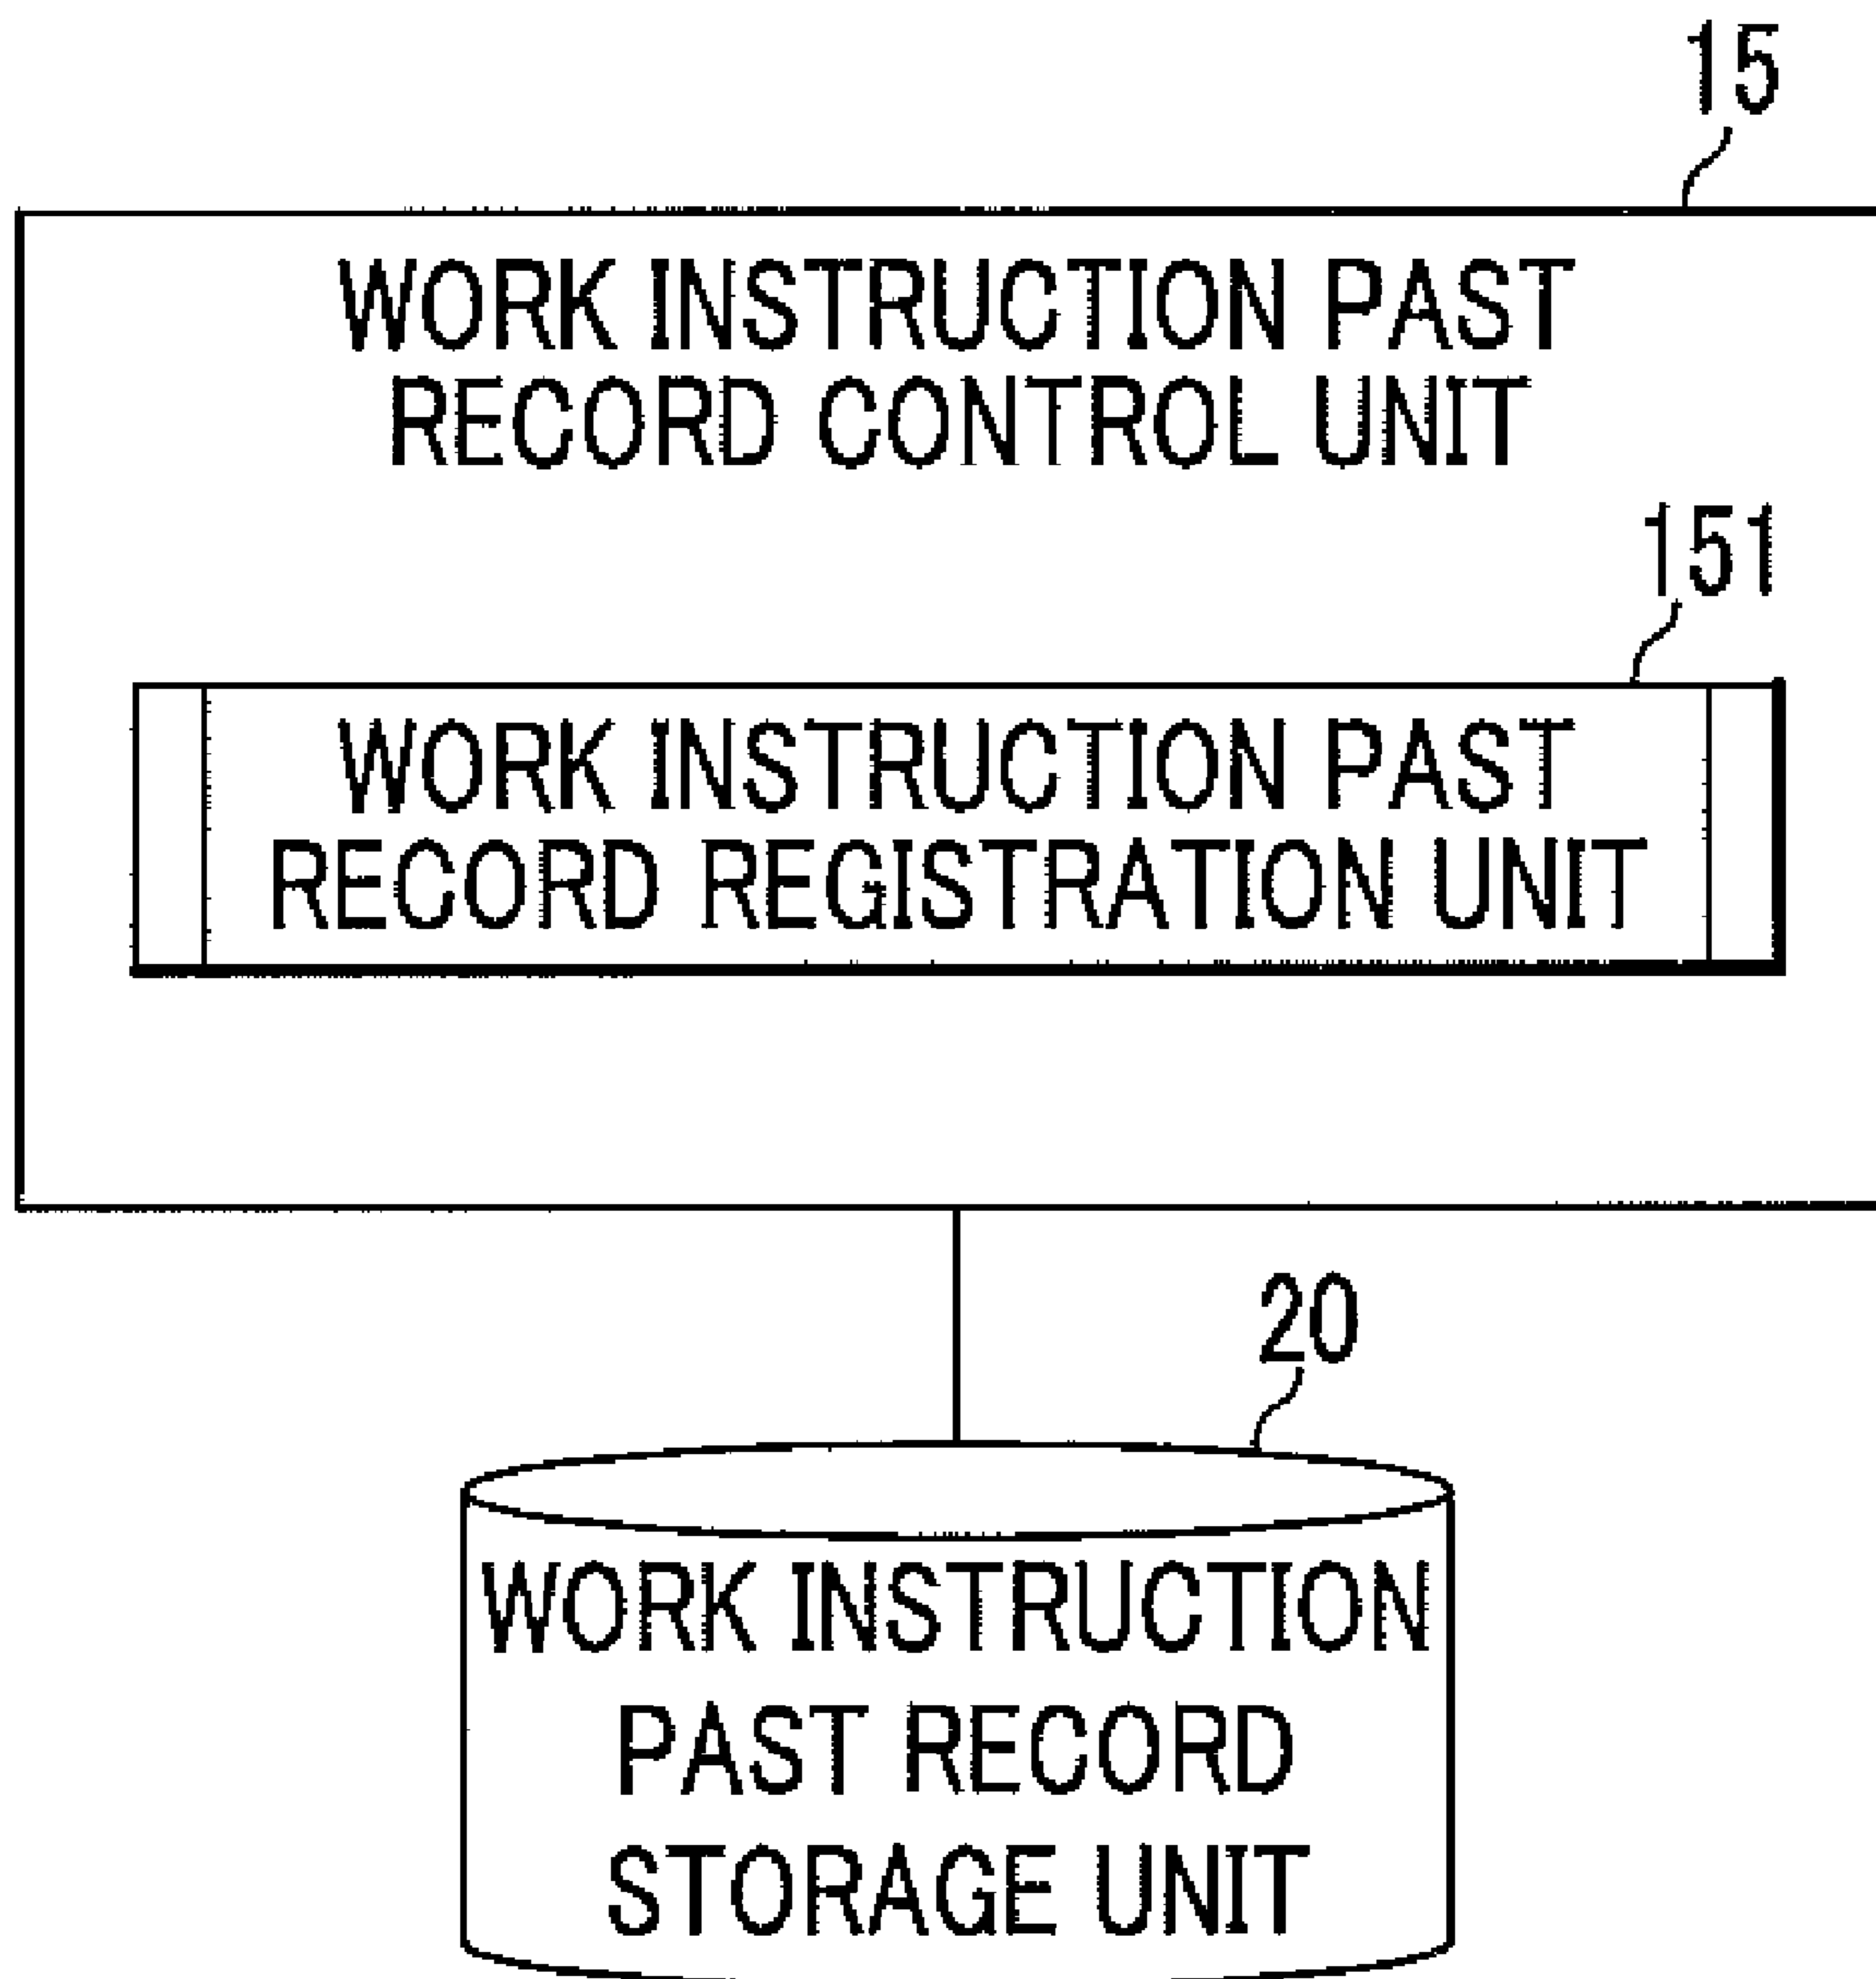 15
WORK INSTRUCTION PAST
RECORD CONTROL UNIT
151
WORK INSTRUCTION PAST
RECORD REGISTRATION UNIT
20
WORK INSTRUCTION
PAST RECORD
STORAGE UNIT